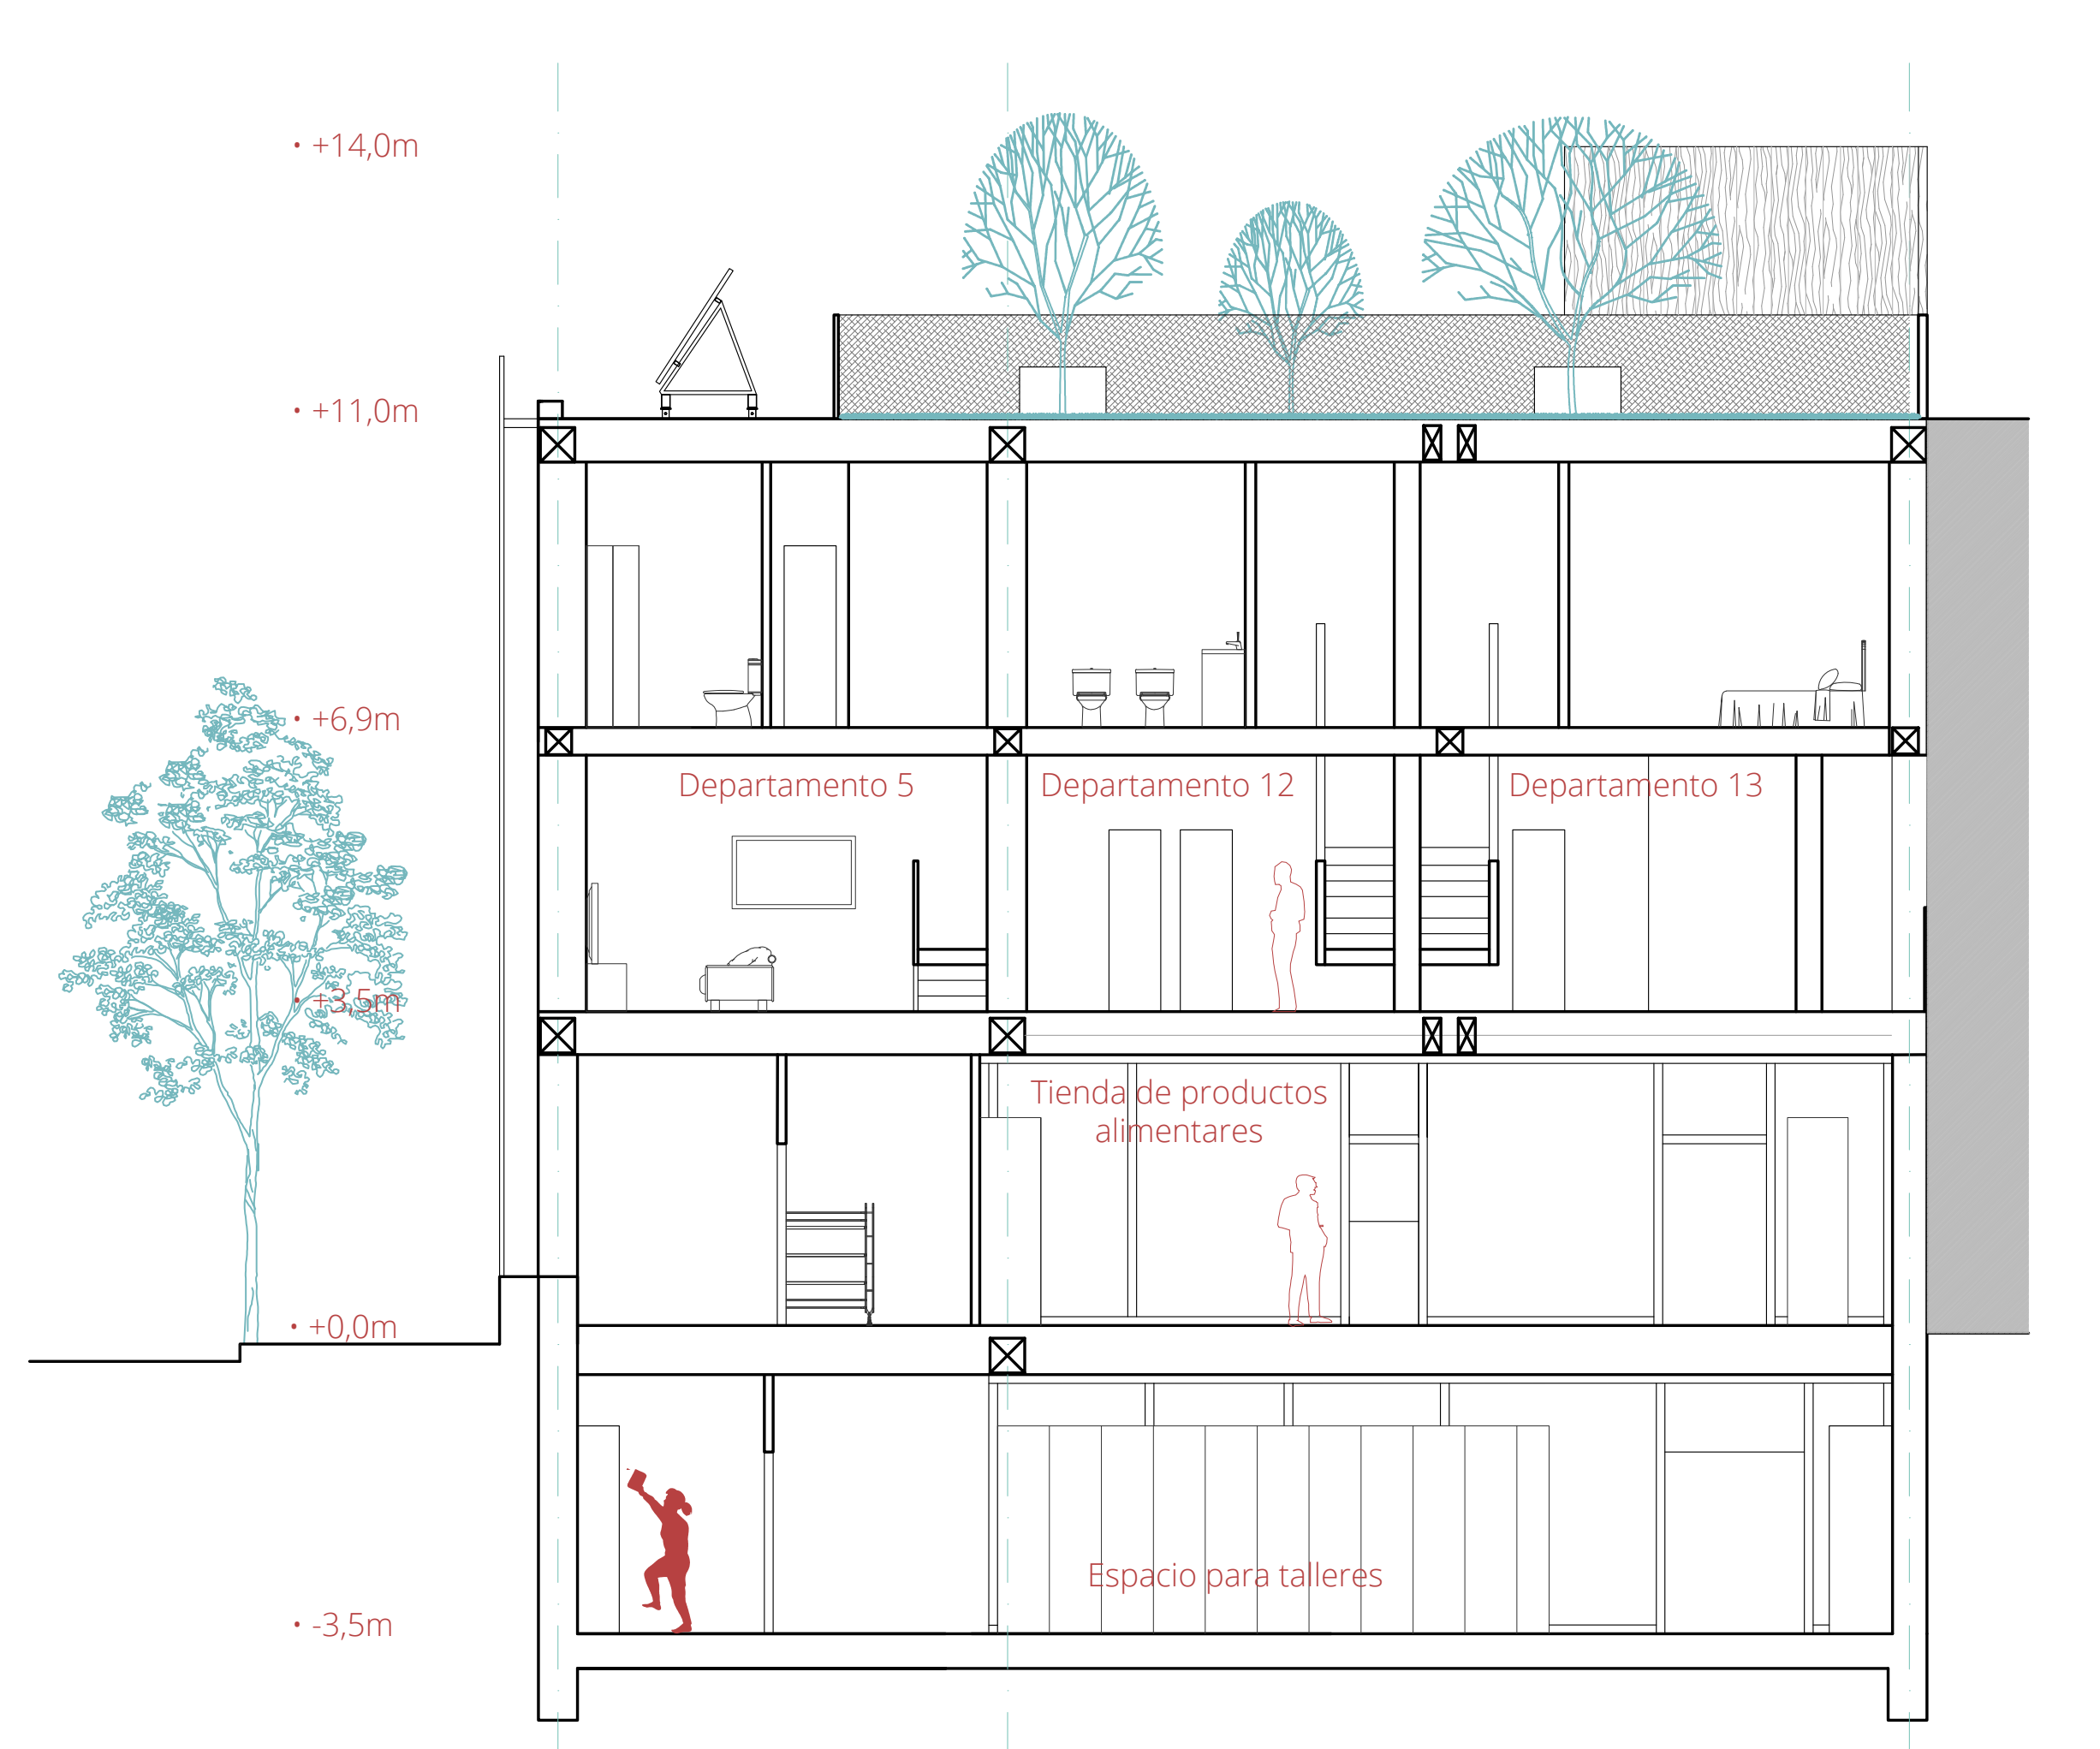 • +14,0m
• +11,0m
• +6,9m
Departamento 5
Departamento 12
Departamento 13
• +3,5m
Tienda de productos
alimentares
• +0,0m
Espacio para talleres
• -3,5m